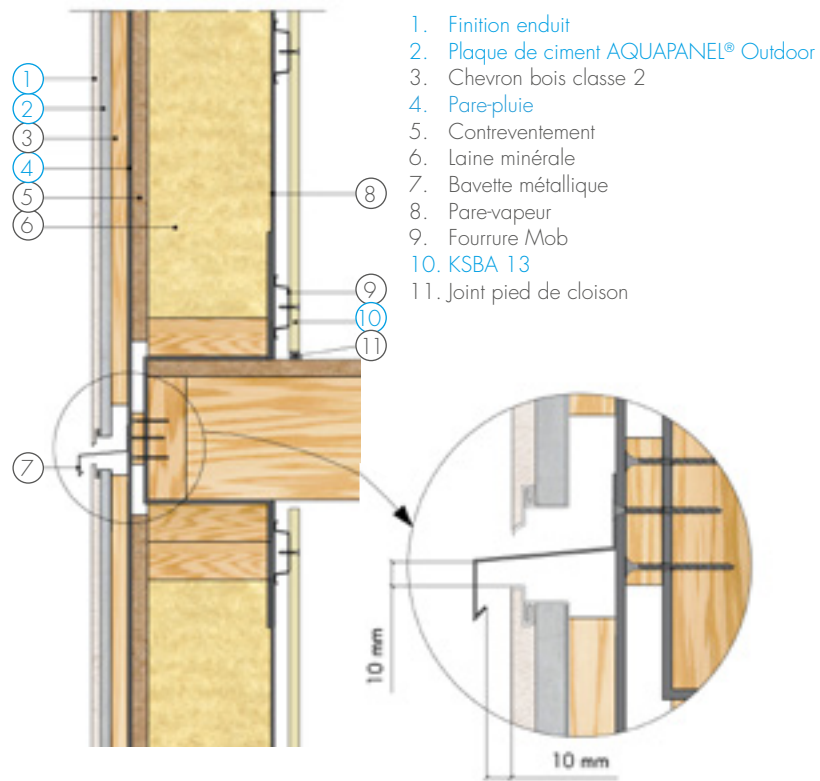 1. Finition enduit
2. Plaque de ciment AQUAPANEL® Outdoor
3. Chevron bois classe 2
4. Pare-pluie
5. Contreventement
6. Laine minérale
7. Bavette métallique
8. Pare-vapeur
9. Fourrure Mob
10. KSBA 13
11. Joint pied de cloison
1
2
3
4
5
6
8
9
10
11
7
10 mm
10 mm